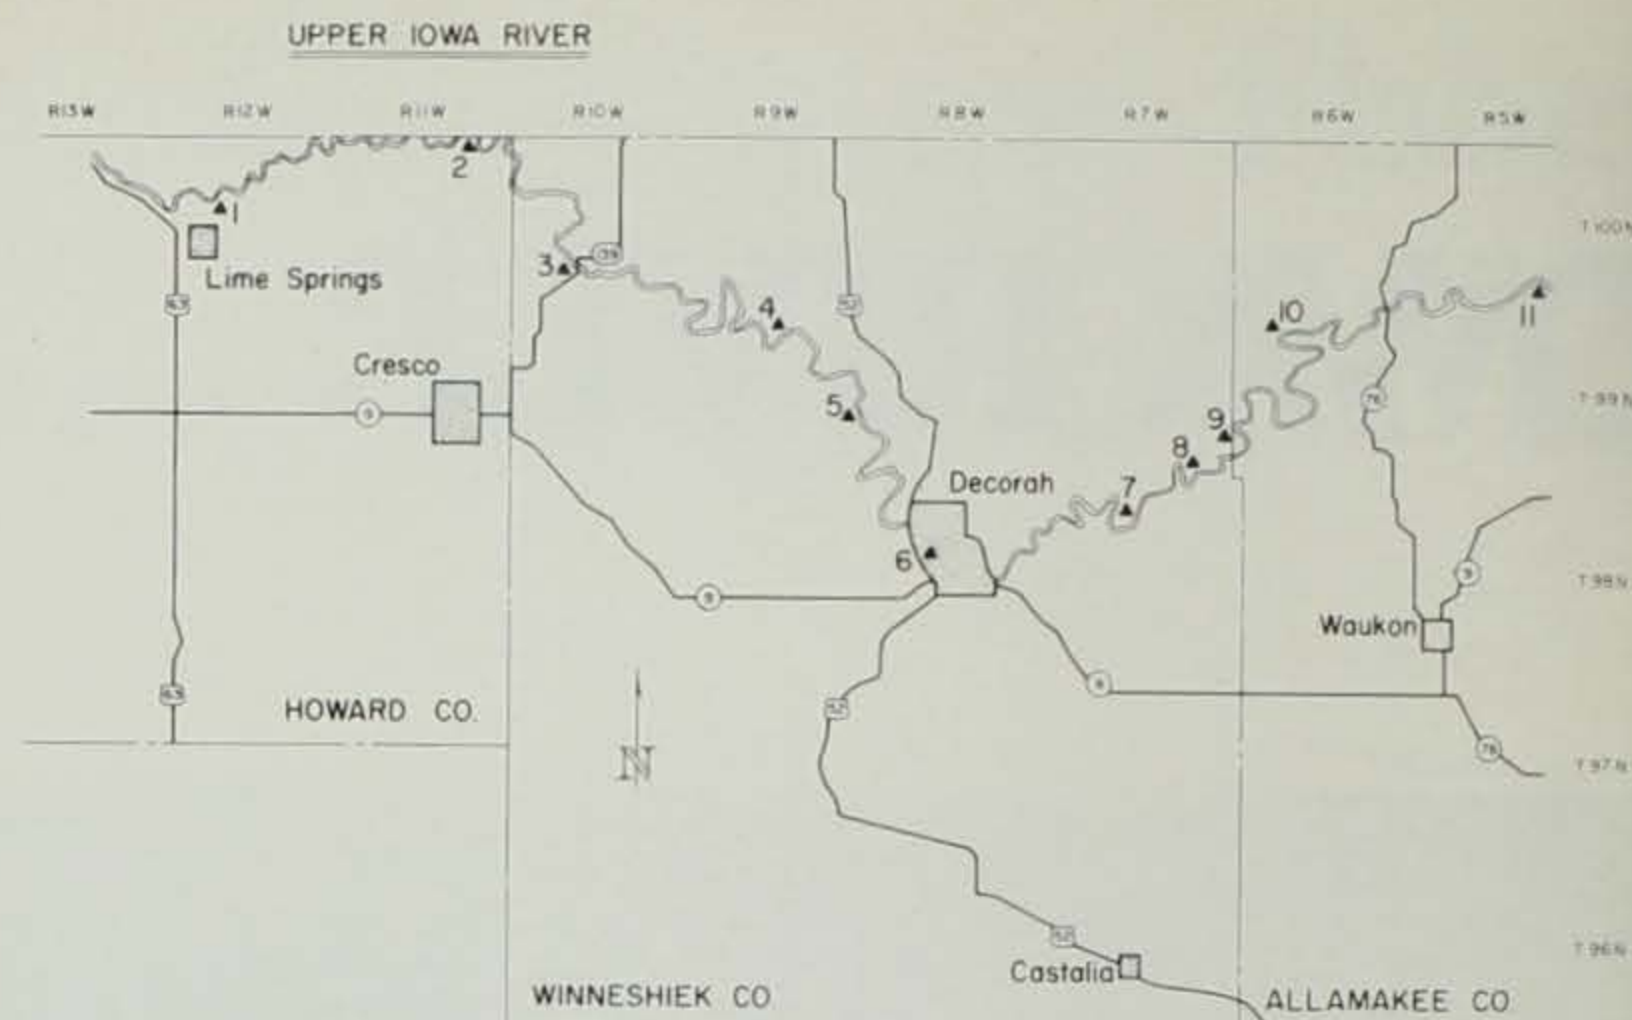 UPPER IOWA RIVER
R13W R12W R11W R10W R9W R8W R7W R6W R5W
2
1
T100N
Lime Springs
3 139
63
4
52
10
11
Cresco
9
5
76
T99N
9
8
Decorah
7
6
9
T98N
9
Waukon
9
63
HOWARD CO.
52
N
76
T97N
52
T96N
Castalia
WINNESHIEK CO
ALLAMAKEE CO.